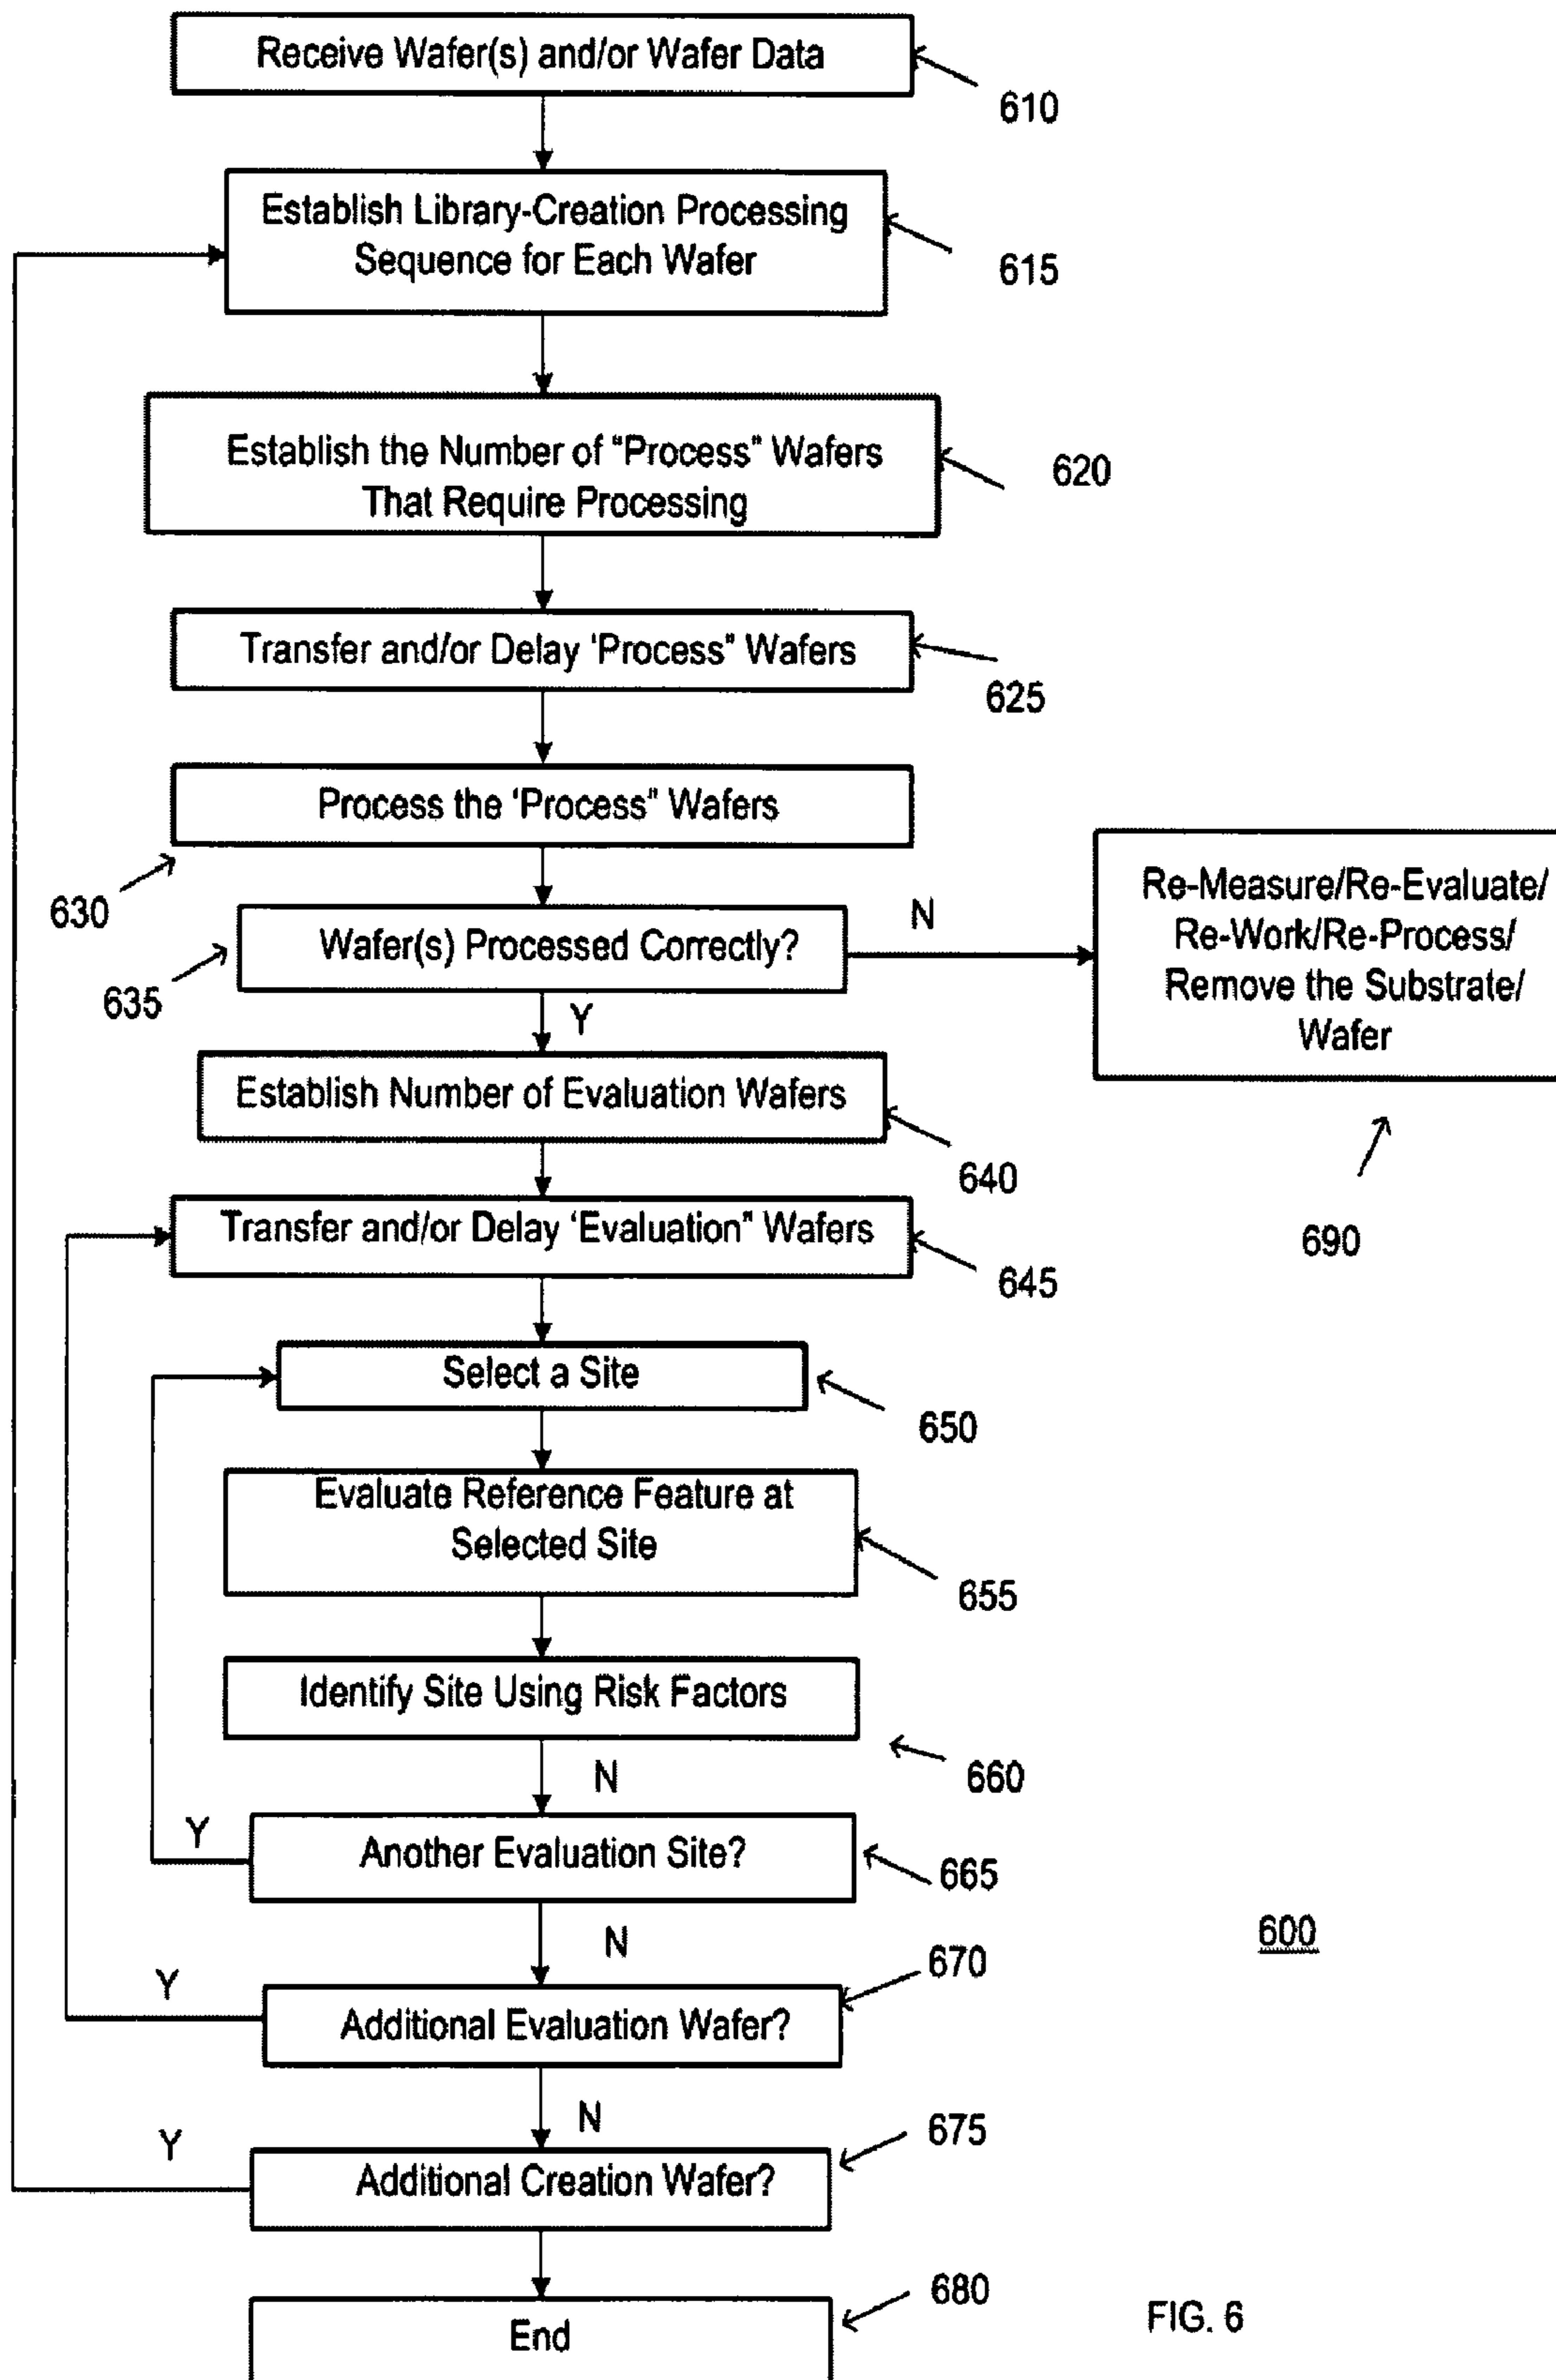 Receive Wafer(s) and/or Wafer Data
610
Establish Library-Creation Processing
Sequence for Each Wafer
615
Establish the Number of "Process" Wafers
That Require Processing
620
Transfer and/or Delay 'Process" Wafers
625
Process the 'Process" Wafers
630
Wafer(s) Processed Correctly?
635
N
Re-Measure/Re-Evaluate/
Re-Work/Re-Process/
Remove the Substrate/
Wafer
690
Y
Establish Number of Evaluation Wafers
640
Transfer and/or Delay 'Evaluation" Wafers
645
Select a Site
650
Evaluate Reference Feature at
Selected Site
655
Identify Site Using Risk Factors
660
N
Another Evaluation Site?
665
Y
N
600
Additional Evaluation Wafer?
670
Y
N
Additional Creation Wafer?
675
Y
End
680
FIG. 6